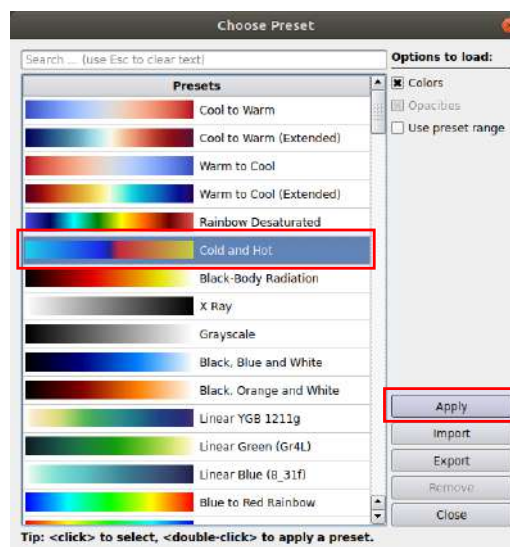 Choose Preset
Search ... (use Esc to clear text)
Options to load:
Presets
Colors
Opacities
Use preset range
Cool to Warm
Cool to Warm (Extended)
Warm to Cool
Warm to Cool (Extended)
Rainbow Desaturated
Cold and Hot
Black-Body Radiation
X Ray
Grayscale
Black, Blue and White
Black, Orange and White
Linear YGB 1211g
Linear Green (Gr4L)
Linear Blue (8_31f)
Blue to Red Rainbow
Apply
Import
Export
Remove
Close
Tip: <click> to select, <double-click> to apply a preset.